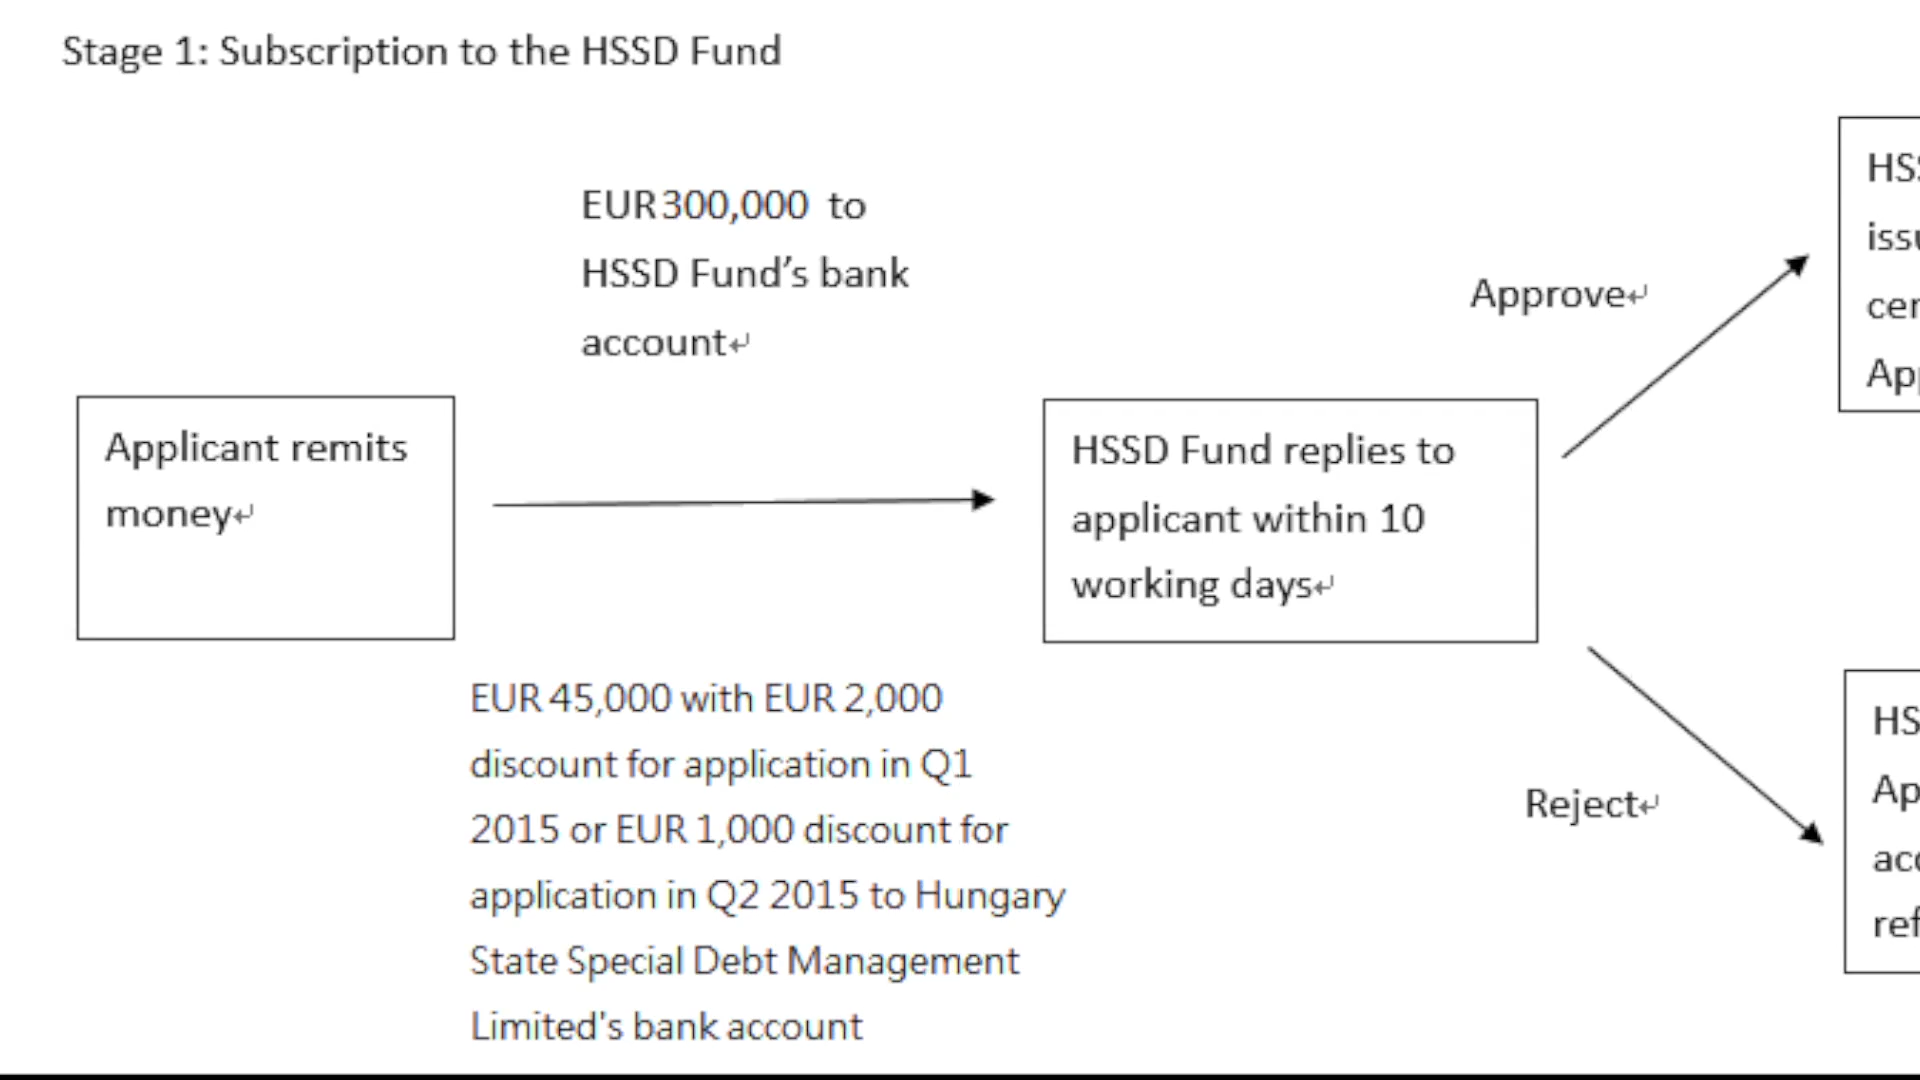 Stage 1: Subscription to the HSSD Fund
EUR 300,000 to
HSSD Fund’s bank
account
Applicant remits
money
EUR 45,000 with EUR 2,000
discount for application in Q1
2015 or EUR 1,000 discount for
application in Q2 2015 to Hungary
State Special Debt Management
Limited's bank account
HSSD Fund replies to
applicant within 10
working days
Approve
Reject